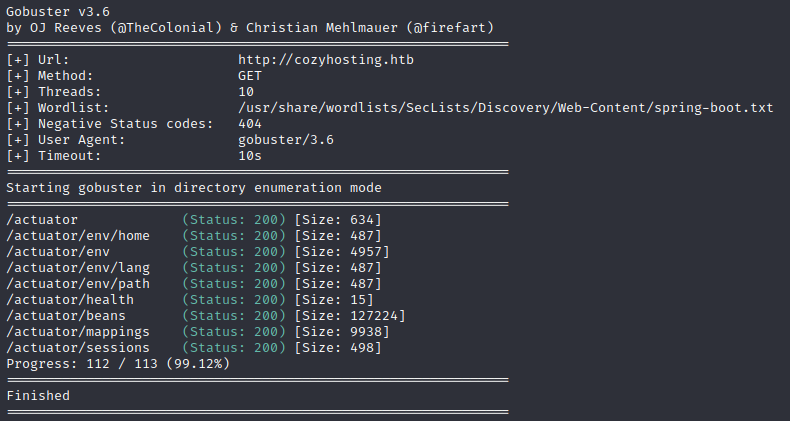 Gobuster v3.6
by OJ Reeves (@TheColonial) & Christian Mehlmauer (@firefart)
===============================================================
[+] Url:                     http://cozyhosting.htb
[+] Method:                  GET
[+] Threads:                 10
[+] Wordlist:                /usr/share/wordlists/SecLists/Discovery/Web-Content/spring-boot.txt
[+] Negative Status codes:   404
[+] User Agent:              gobuster/3.6
[+] Timeout:                 10s
===============================================================
Starting gobuster in directory enumeration mode
===============================================================
/actuator             (Status: 200) [Size: 634]
/actuator/env/home    (Status: 200) [Size: 487]
/actuator/env         (Status: 200) [Size: 4957]
/actuator/env/lang    (Status: 200) [Size: 487]
/actuator/env/path    (Status: 200) [Size: 487]
/actuator/health      (Status: 200) [Size: 15]
/actuator/beans       (Status: 200) [Size: 127224]
/actuator/mappings    (Status: 200) [Size: 9938]
/actuator/sessions    (Status: 200) [Size: 498]
Progress: 112 / 113 (99.12%)
===============================================================
Finished
===============================================================